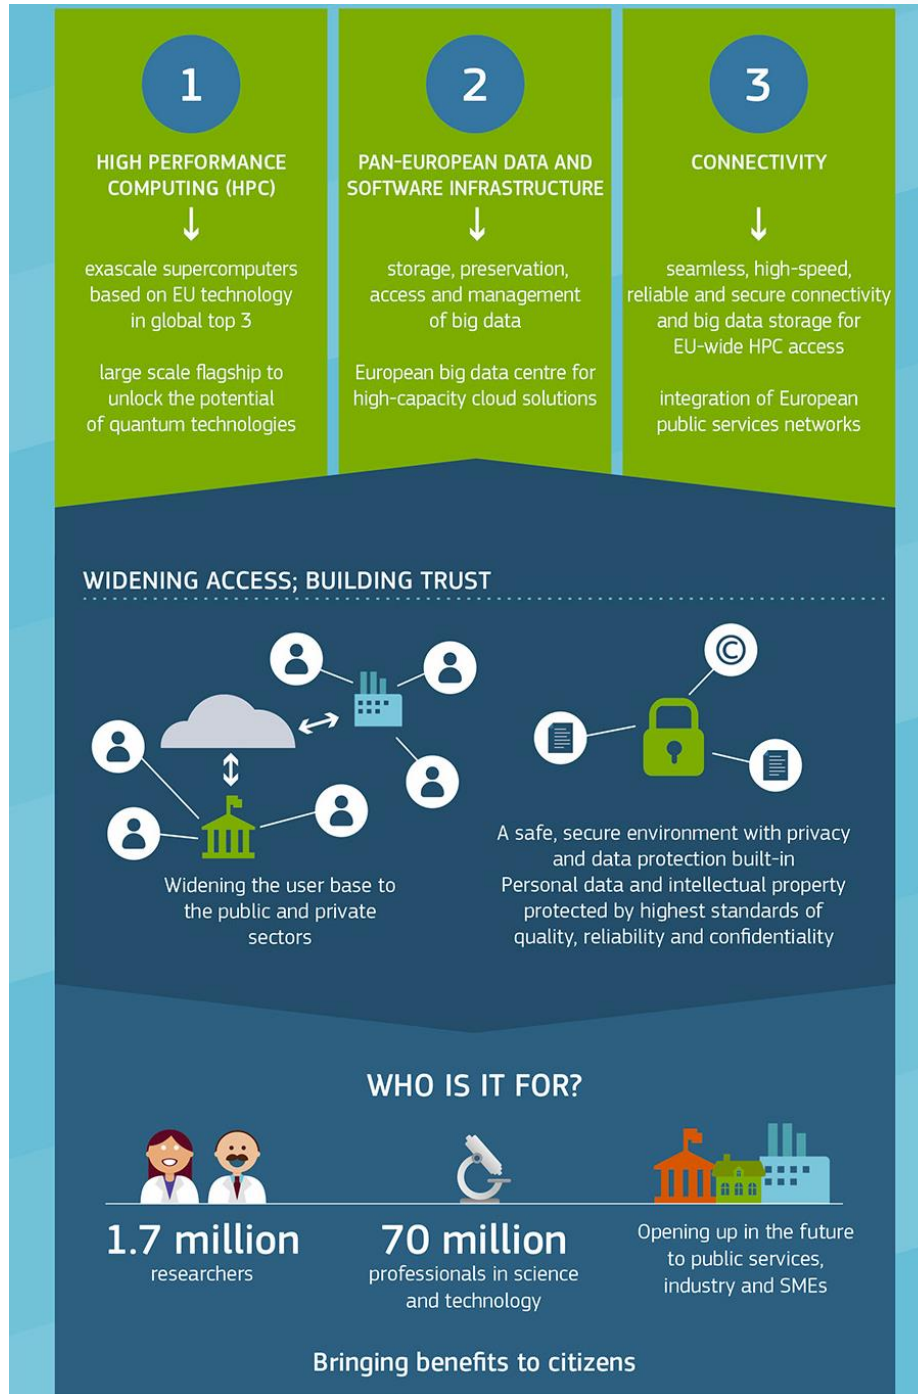 1
HIGH PERFORMANCE
COMPUTING (HPC)
exascale supercomputers
based on EU technology
in global top 3
large scale flagship to
unlock the potential
of quantum technologies
2
PAN-EUROPEAN DATA AND
SOFTWARE INFRASTRUCTURE
storage, preservation,
access and management
of big data
European big data centre for
high-capacity cloud solutions
3
CONNECTIVITY
seamless, high-speed,
reliable and secure connectivity
and big data storage for
EU-wide HPC access
integration of European
public services networks
WIDENING ACCESS; BUILDING TRUST
Widening the user base to
the public and private
sectors
©
A safe, secure environment with privacy
and data protection built-in
Personal data and intellectual property
protected by highest standards of
quality, reliability and confidentiality
WHO IS IT FOR?
1.7 million
researchers
70 million
professionals in science
and technology
Opening up in the future
to public services,
industry and SMEs
Bringing benefits to citizens